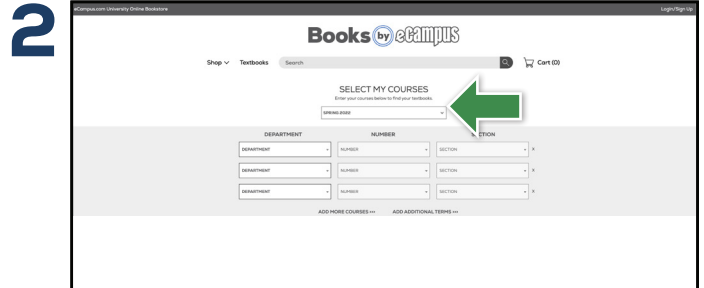 2
eCampus.com University Online Bookstore Login/Sign Up
Books by eCampus
Shop Textbooks Search Cart (0)
SELECT MY COURSES
Enter your courses below to find your textbooks.
SPRING 2022
DEPARTMENT NUMBER SECTION
DEPARTMENT NUMBER SECTION X
DEPARTMENT NUMBER SECTION X
DEPARTMENT NUMBER SECTION X
ADD MORE COURSES >>> ADD ADDITIONAL TERMS >>>